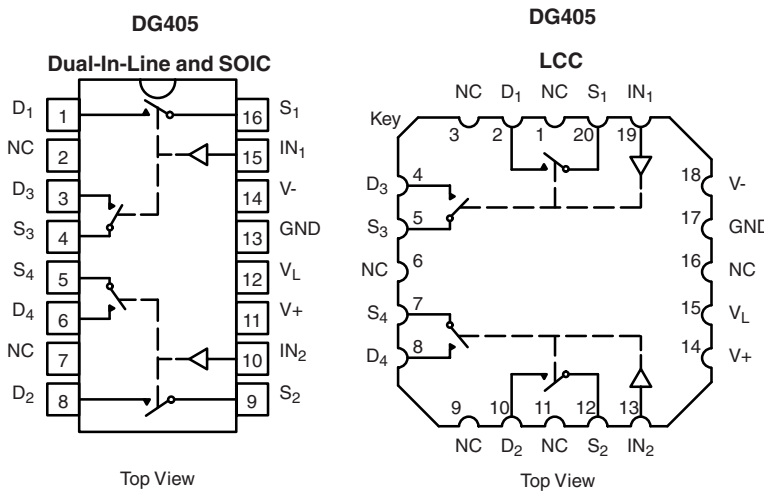 DG405
Dual-In-Line and SOIC
D1 1 16 S1
NC 2 15 IN1
D3 3 14 V-
S3 4 13 GND
S4 5 12 VL
D4 6 11 V+
NC 7 10 IN2
D2 8 9 S2
Top View
DG405
LCC
NC D1 NC S1 IN1
Key
3 2 1 20 19
D3 4 18 V-
S3 5 17 GND
NC 6 16 NC
S4 7 15 VL
D4 8 14 V+
9 10 11 12 13
NC D2 NC S2 IN2
Top View